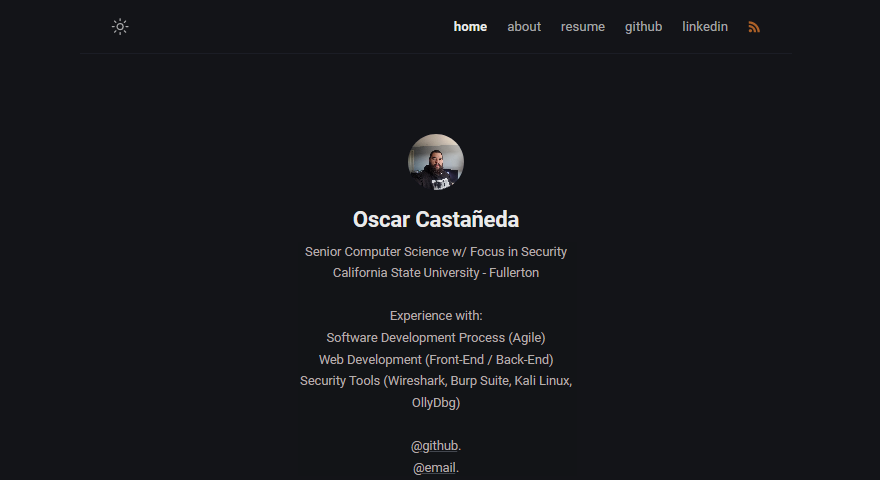 home about resume github linkedin
Oscar Castañeda
Senior Computer Science w/ Focus in Security
California State University - Fullerton
Experience with:
Software Development Process (Agile)
Web Development (Front-End / Back-End)
Security Tools (Wireshark, Burp Suite, Kali Linux,
OllyDbg)
@github.
@email.